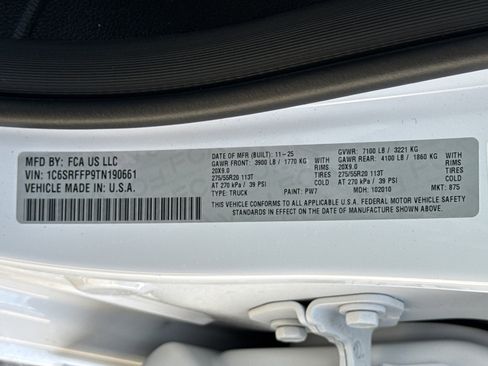 MFD BY: FCA US LLC
VIN: 1C6SRFFP9TN190661
VEHICLE MADE IN U.S.A.
DATE OF MFR (BUILT): 11-25
GAWR FRONT: 3900 LB / 1770 KG WITH
20X9.0 RIMS
275/55R20 113T TIRES
AT 270 kPa / 39 PSI COLD
TYPE: TRUCK PAINT: PW7
GVWR: 7100 LB / 3221 KG
GAWR REAR: 4100 LB / 1860 KG WITH
20X9.0 RIMS
275/55R20 113T TIRES
AT 270 kPa / 39 PSI COLD
MDH: 102010 MKT: 875
THIS VEHICLE CONFORMS TO ALL APPLICABLE U.S.A. FEDERAL MOTOR VEHICLE SAFETY
STANDARDS IN EFFECT ON THE DATE OF MANUFACTURE SHOWN ABOVE.